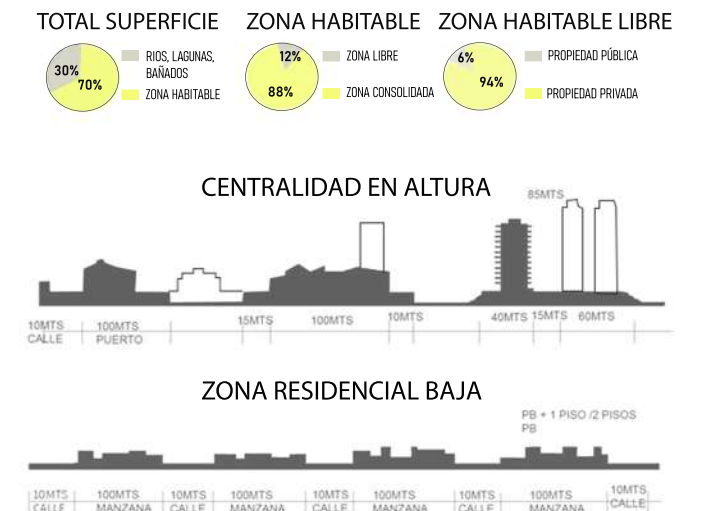 TOTAL SUPERFICIE
30%
70%
RIOS, LAGUNAS,
BAÑADOS
ZONA HABITABLE
ZONA HABITABLE
12%
88%
ZONA LIBRE
ZONA CONSOLIDADA
ZONA HABITABLE LIBRE
6%
94%
PROPIEDAD PÚBLICA
PROPIEDAD PRIVADA
CENTRALIDAD EN ALTURA
85MTS
10MTS
CALLE
100MTS
PUERTO
15MTS
100MTS
10MTS
40MTS
15MTS
60MTS
ZONA RESIDENCIAL BAJA
PB + 1 PISO /2 PISOS
PB
10MTS
CALLE
100MTS
MANZANA
10MTS
CALLE
100MTS
MANZANA
10MTS
CALLE
100MTS
MANZANA
10MTS
CALLE
100MTS
MANZANA
10MTS
CALLE